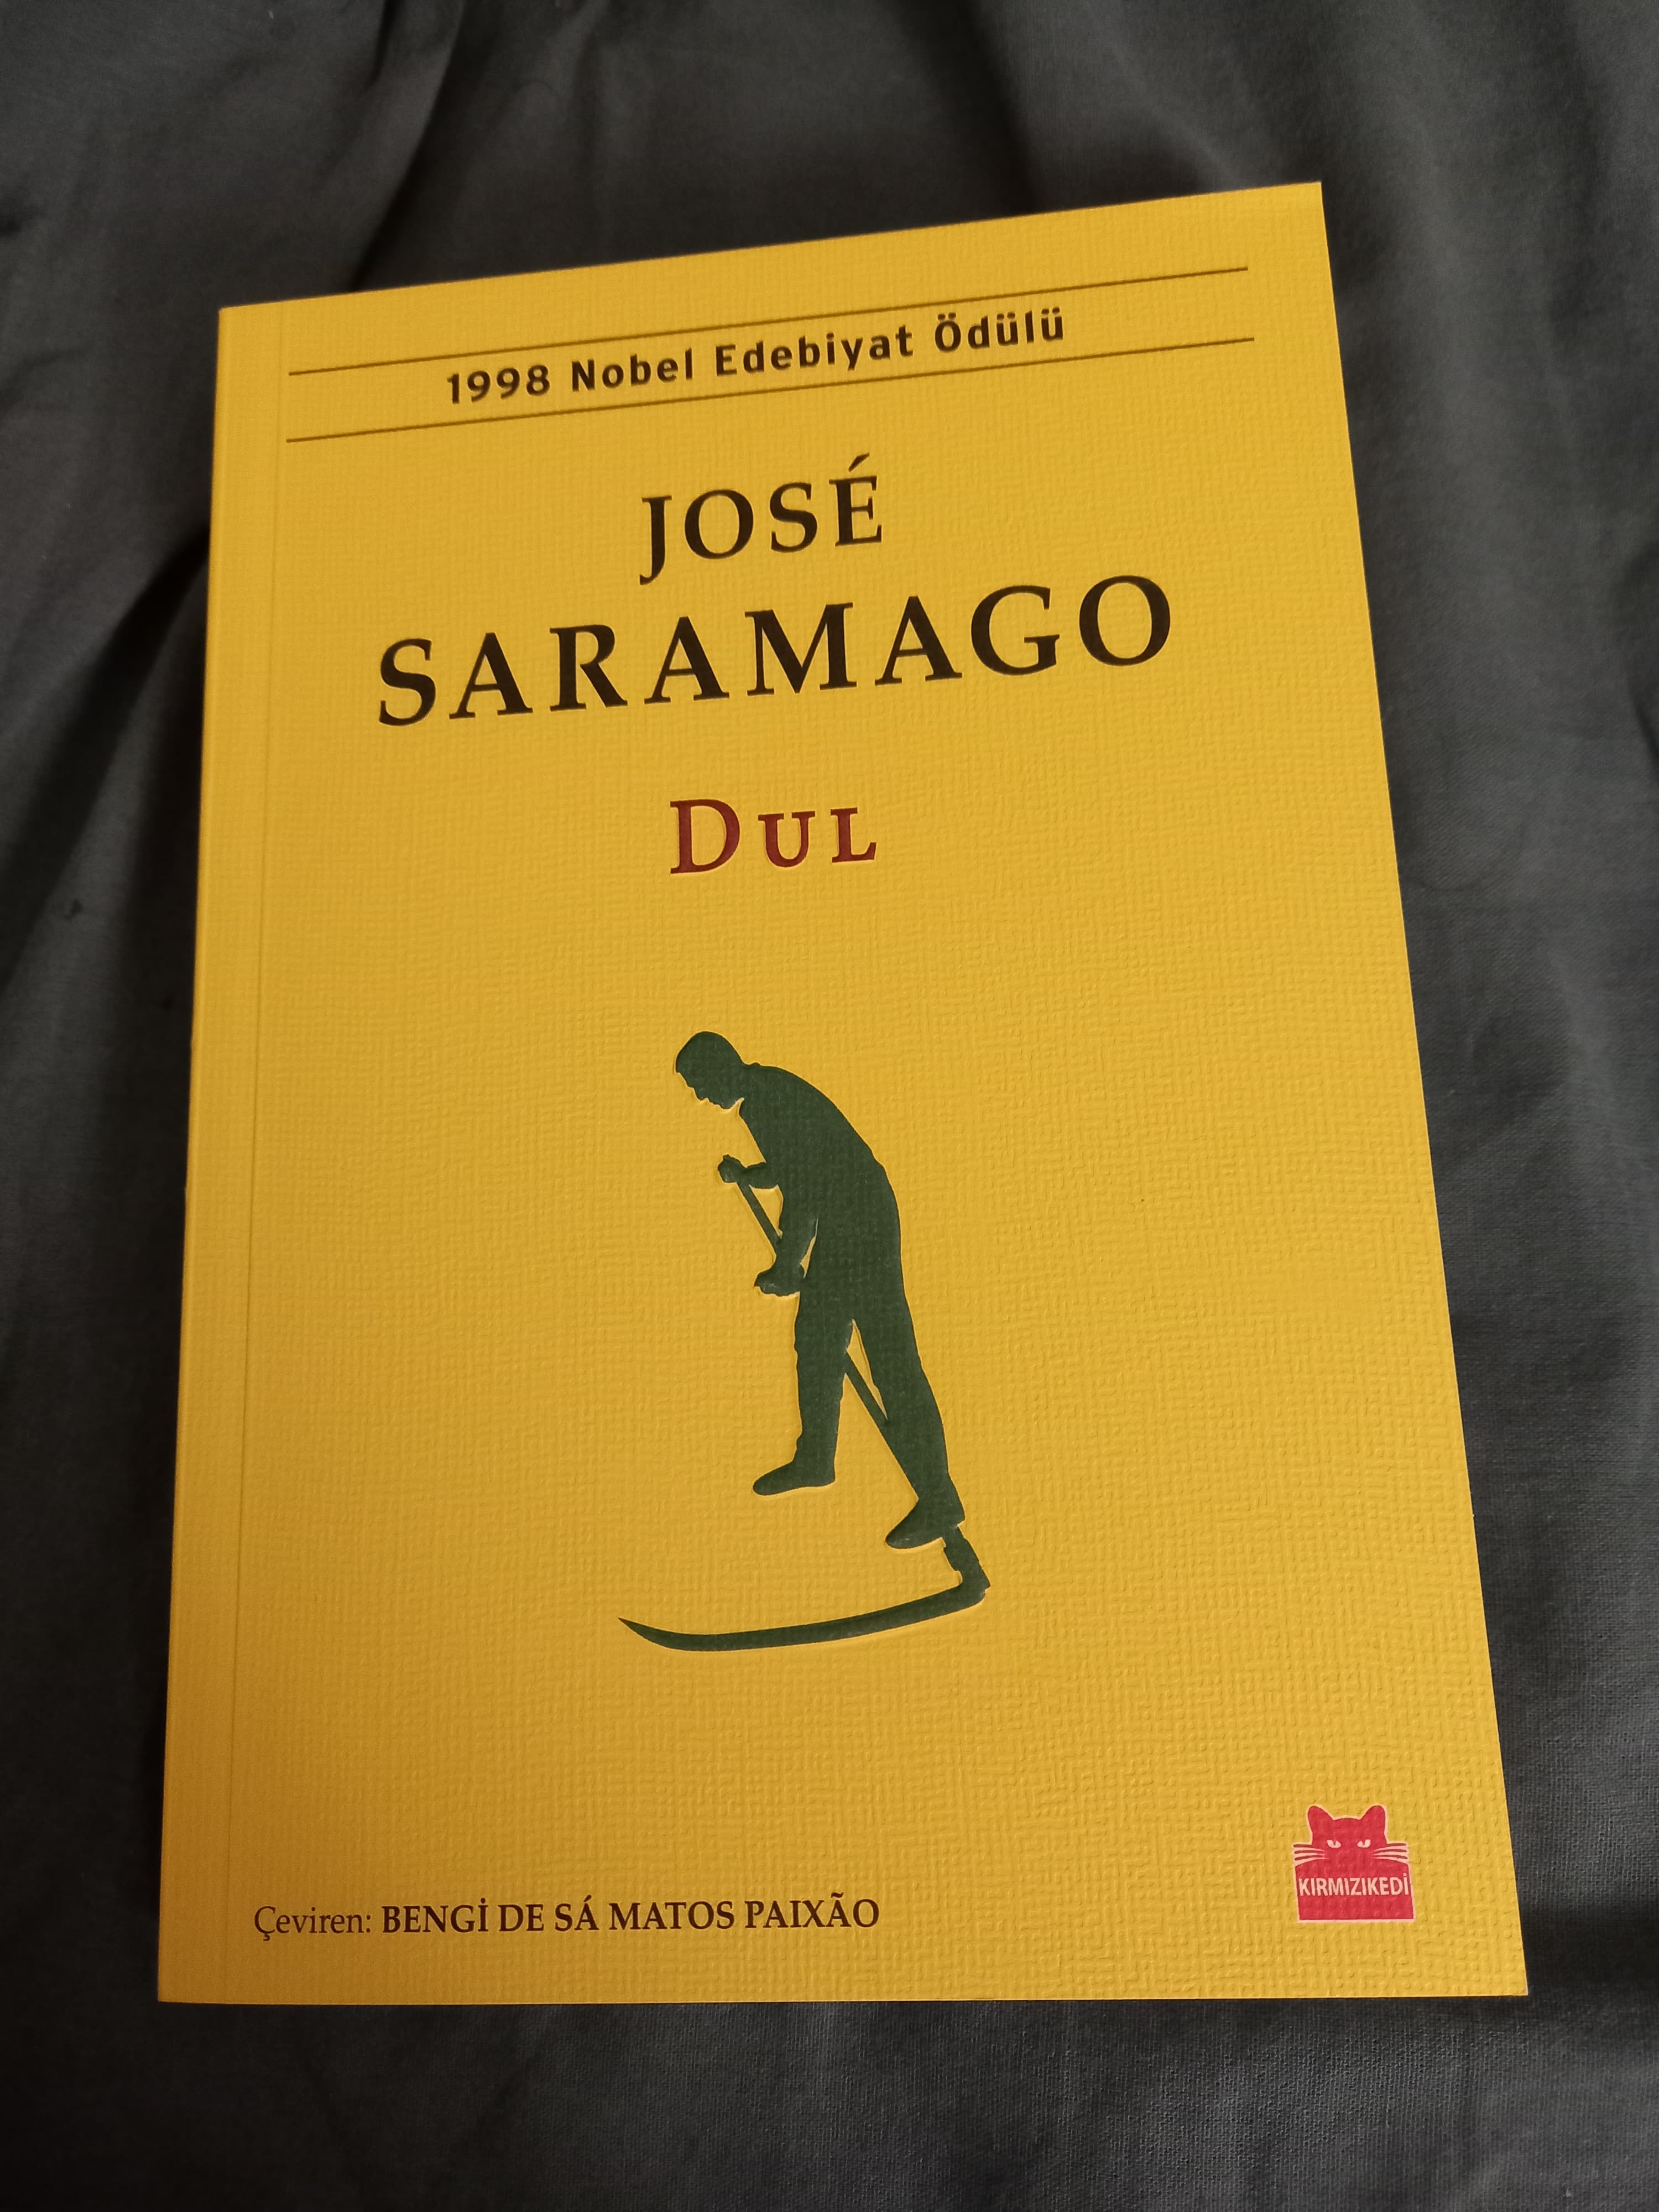 1998 Nobel Edebiyat Ödülü
JOSÉ
SARAMAGO
DUL
Çeviren: BENGİ DE SÁ MATOS PAIXÃO
KIRMIZIKEDİ